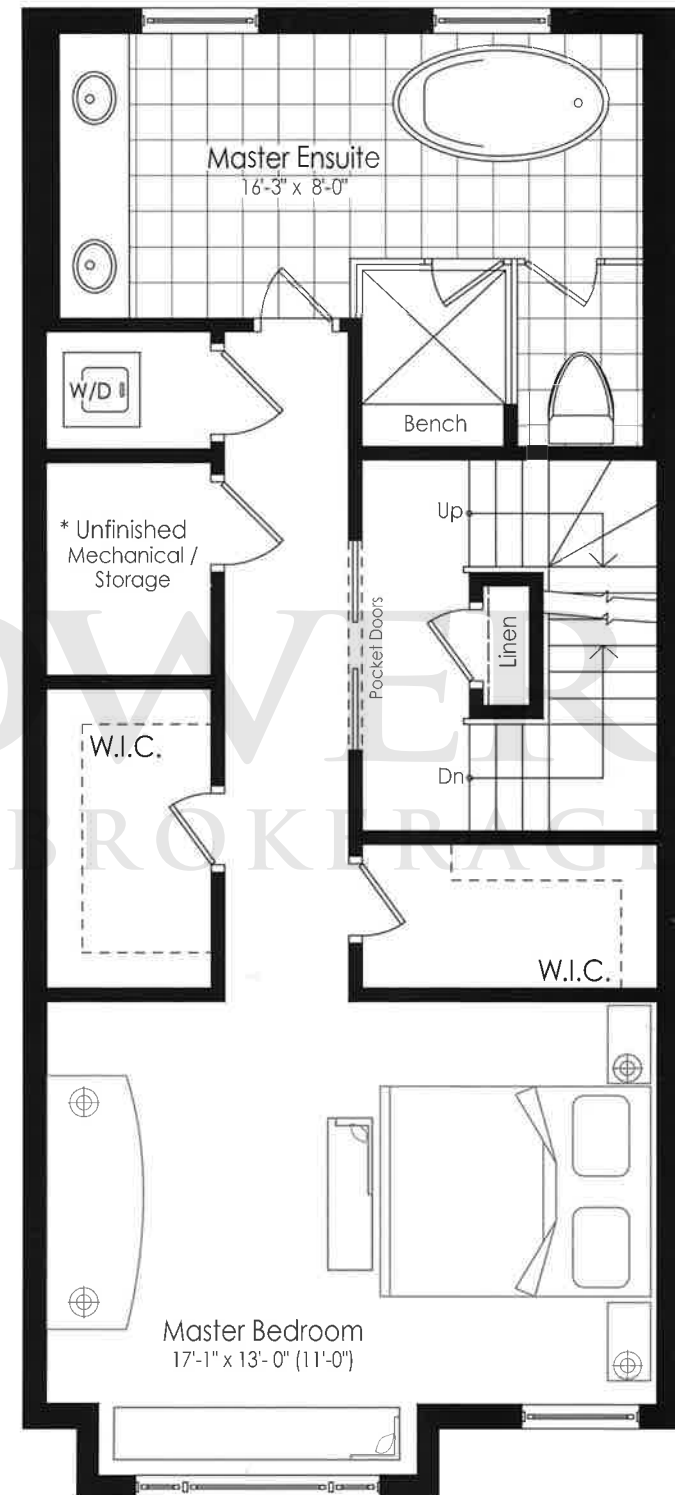 Master Ensuite
16'-3" x 8'-0"
W/D
Bench
* Unfinished
Mechanical /
Storage
Up
Pocket Doors
Linen
W.I.C.
Dn
OWER
BROKERAGE
W.I.C.
Master Bedroom
17'-1" x 13'- 0" (11'-0")